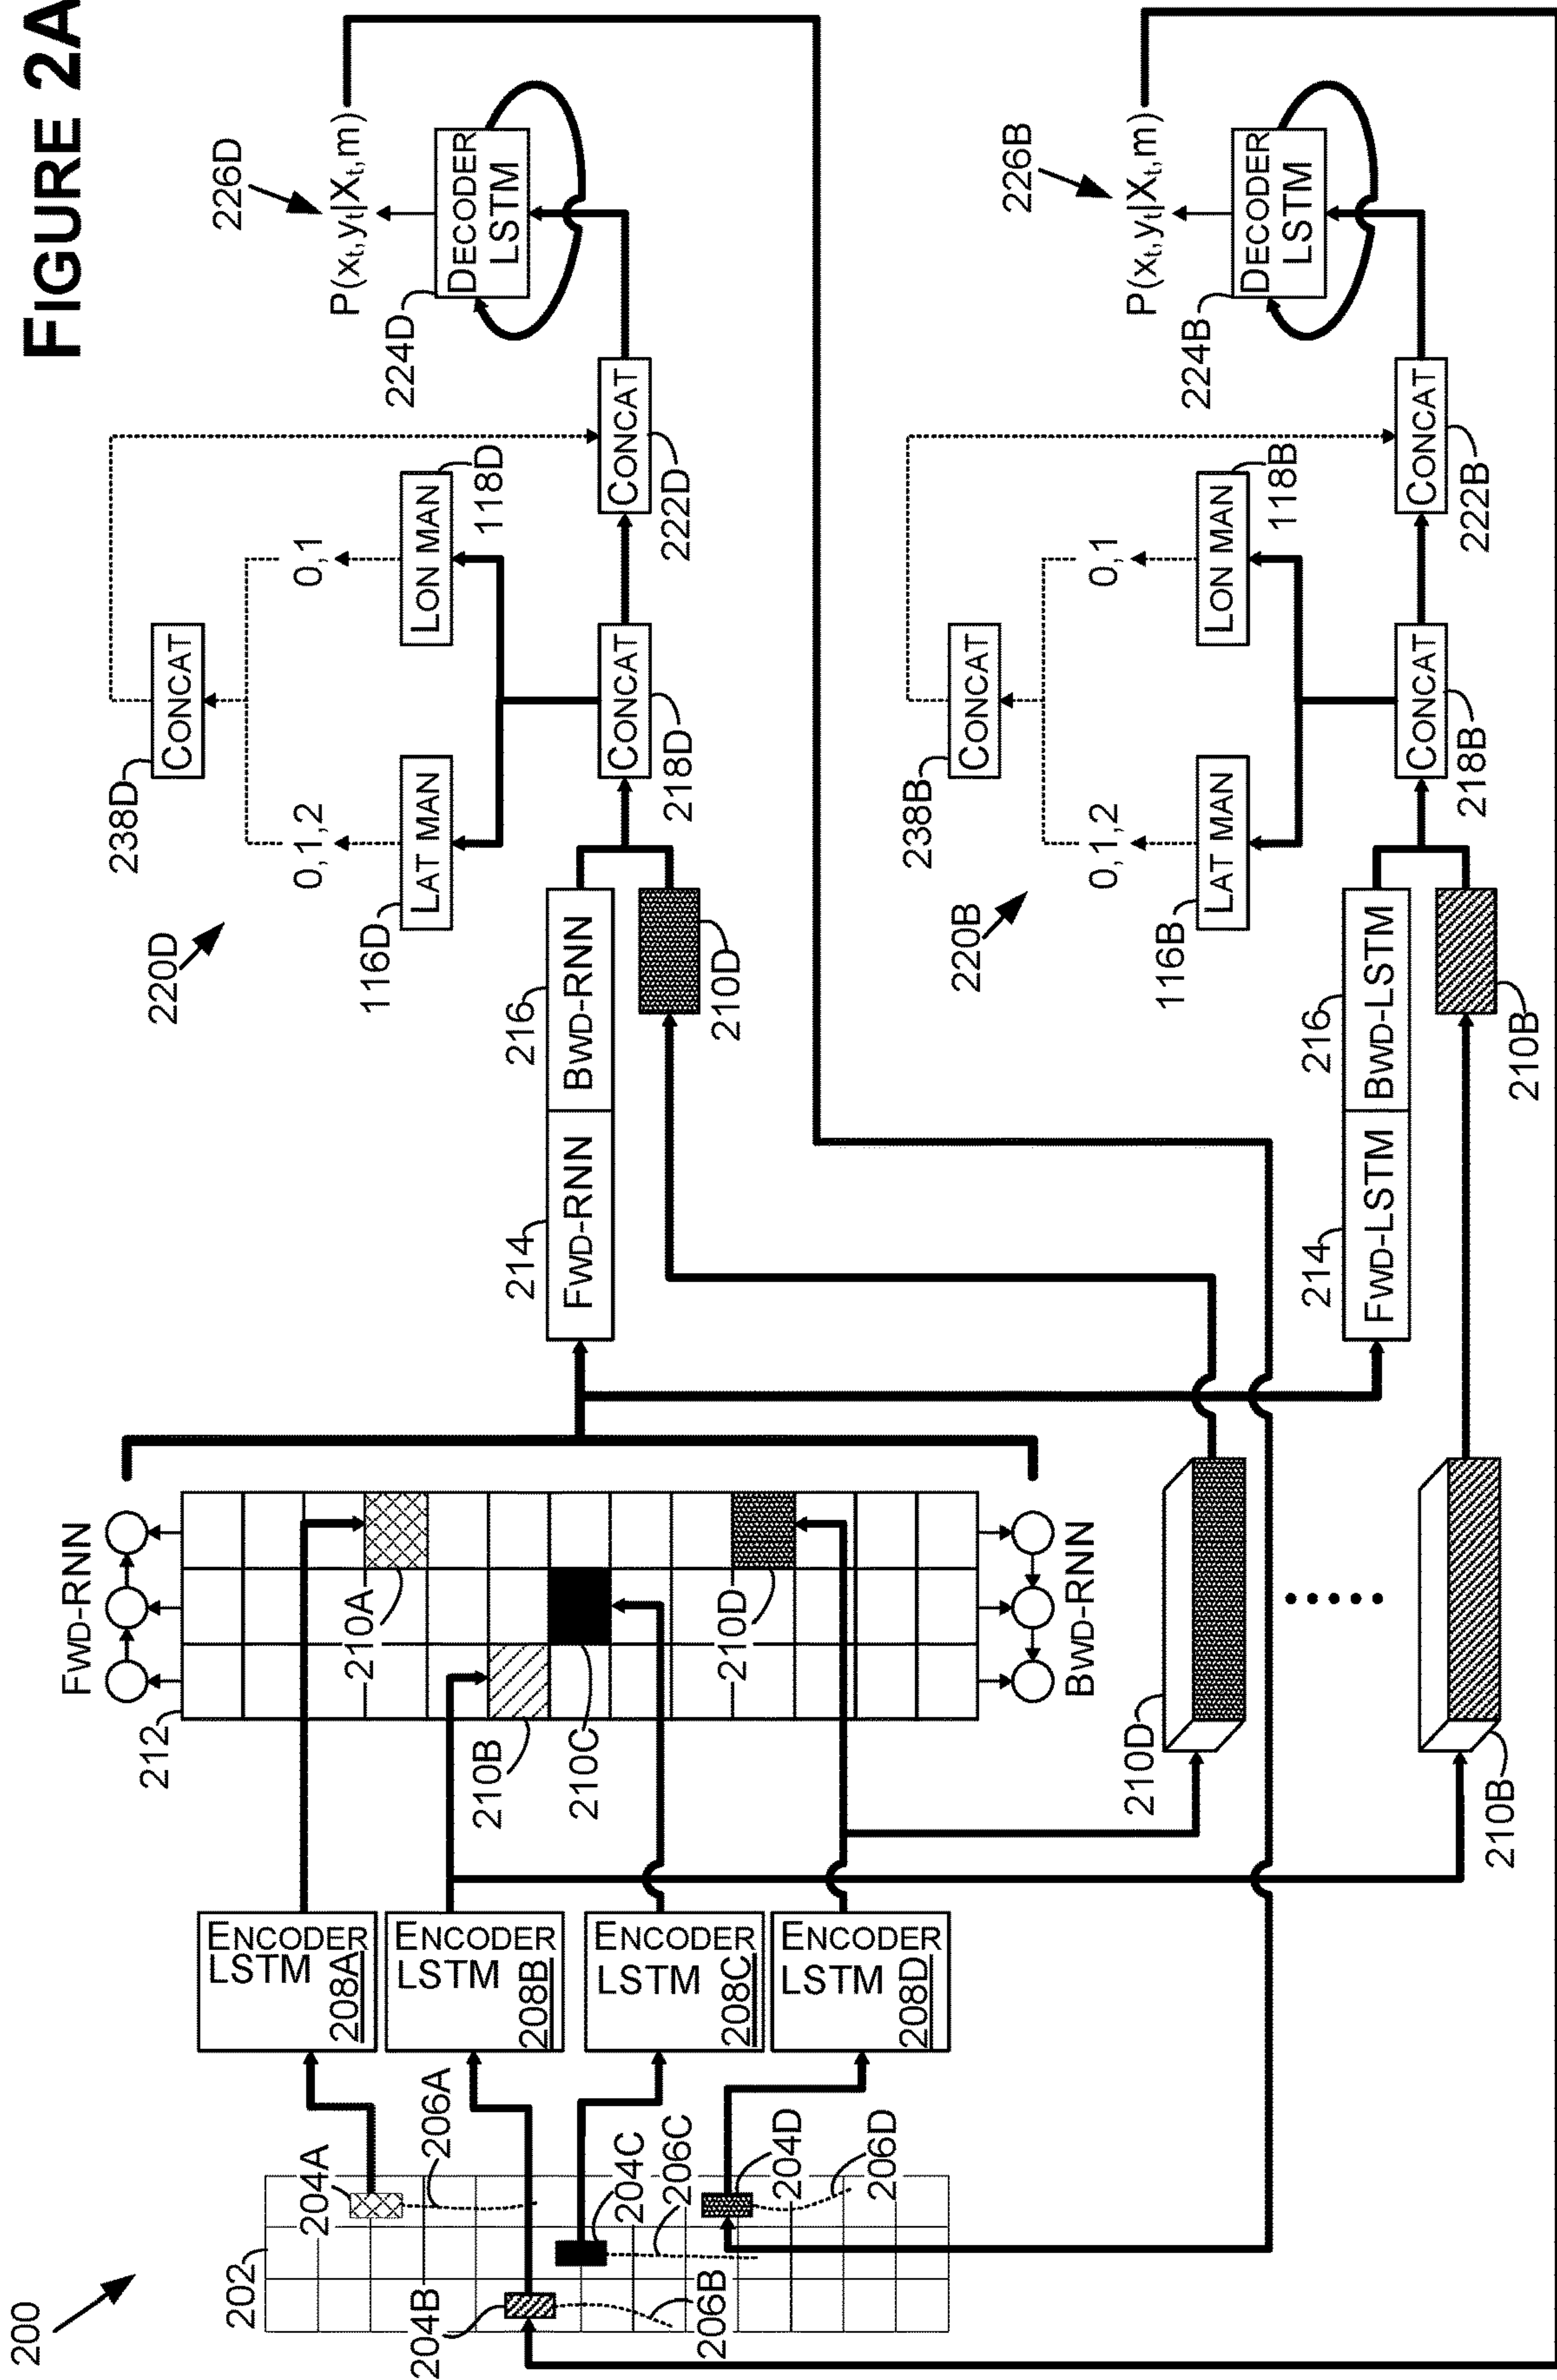 FIGURE 2A
200
202
204A
206A
204B
206B
204C
206C
204D
206D
ENCODER
LSTM
208A
ENCODER
LSTM
208B
ENCODER
LSTM
208C
ENCODER
LSTM
208D
212
FWD-RNN
210A
210B
210C
210D
BWD-RNN
210D
210B
214
FWD-RNN
216
BWD-RNN
210D
220D
116D
LAT MAN
0,1,2
238D
CONCAT
0,1
LON MAN
118D
CONCAT
218D
CONCAT
222D
224D
DECODER
LSTM
P(xₜ,yₜ|Xₜ,m)
226D
214
FWD-LSTM
216
BWD-LSTM
210B
220B
116B
LAT MAN
0,1,2
238B
CONCAT
0,1
LON MAN
118B
CONCAT
218B
CONCAT
222B
224B
DECODER
LSTM
P(xₜ,yₜ|Xₜ,m)
226B